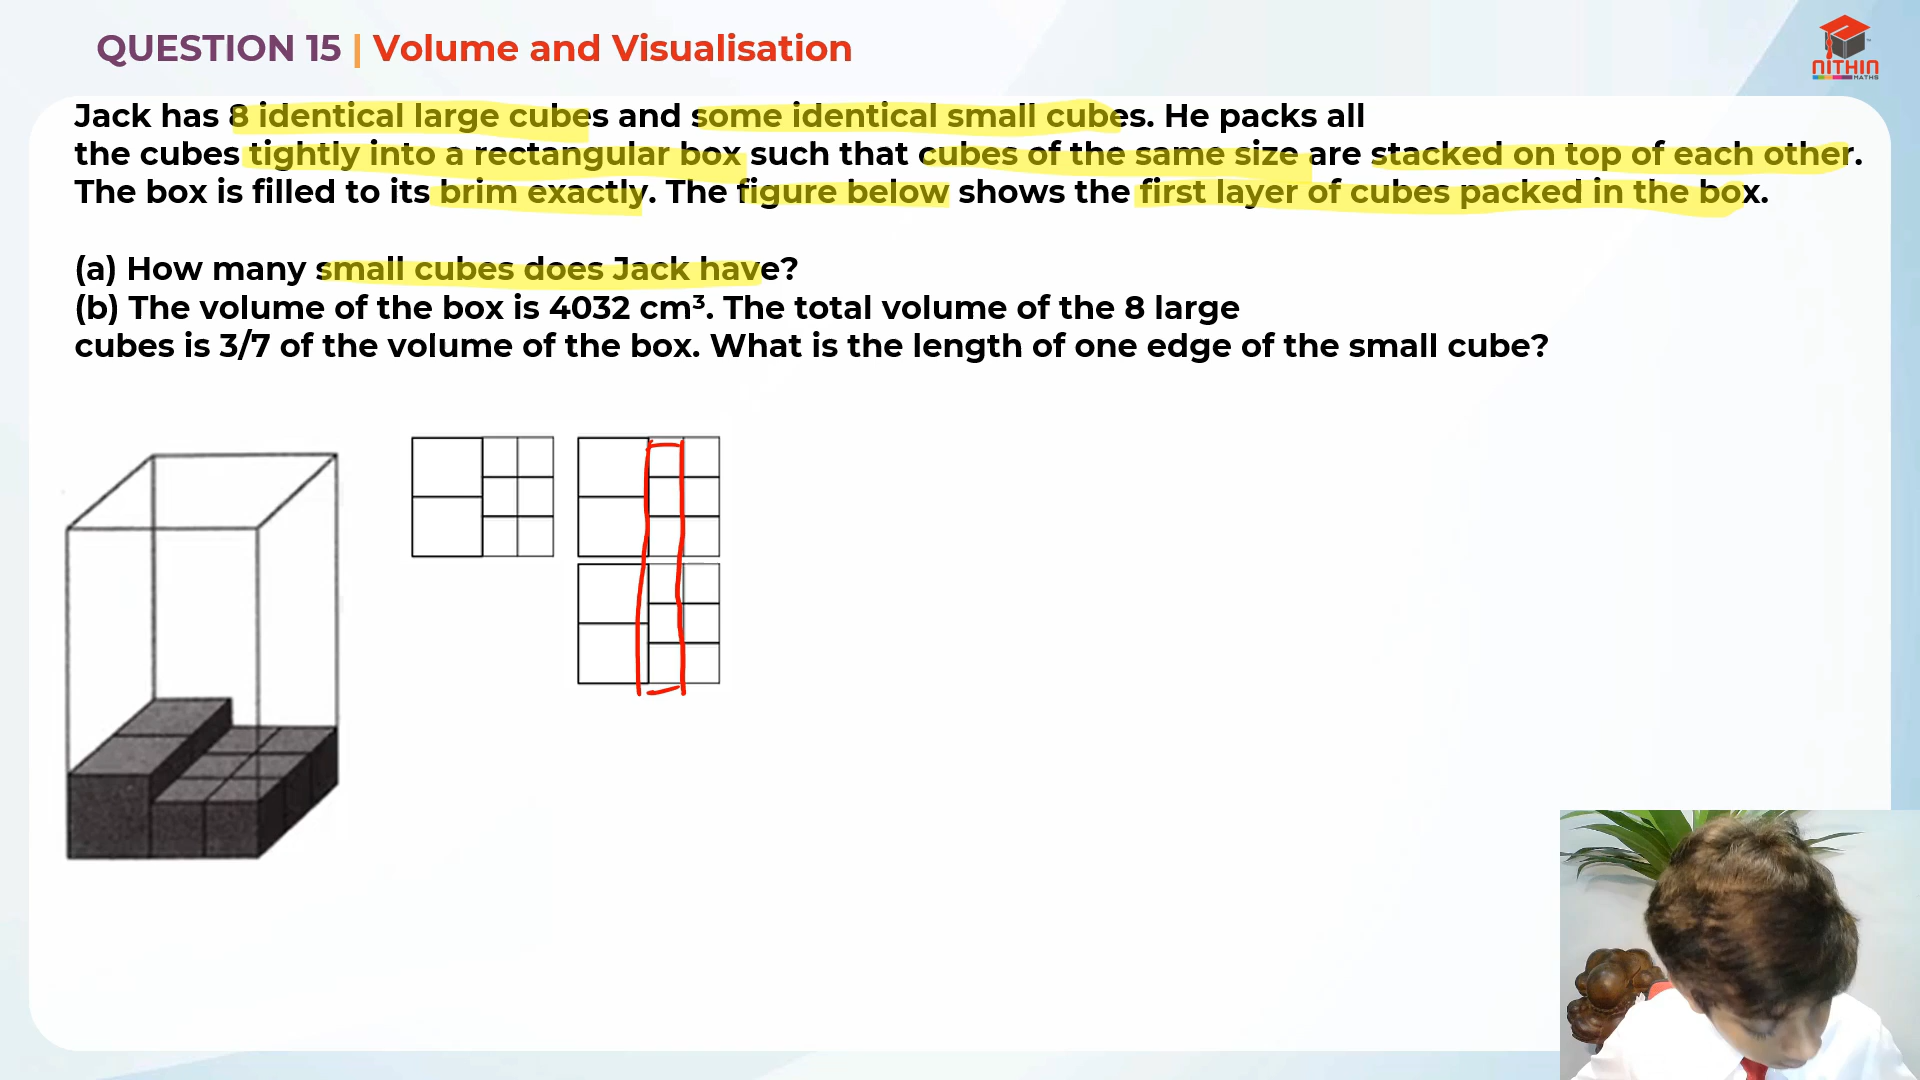 QUESTION 15 | Volume and Visualisation
NITHIN
MATHS
Jack has 8 identical large cubes and some identical small cubes. He packs all
the cubes tightly into a rectangular box such that cubes of the same size are stacked on top of each other.
The box is filled to its brim exactly. The figure below shows the first layer of cubes packed in the box.
(a) How many small cubes does Jack have?
(b) The volume of the box is 4032 cm³. The total volume of the 8 large
cubes is 3/7 of the volume of the box. What is the length of one edge of the small cube?